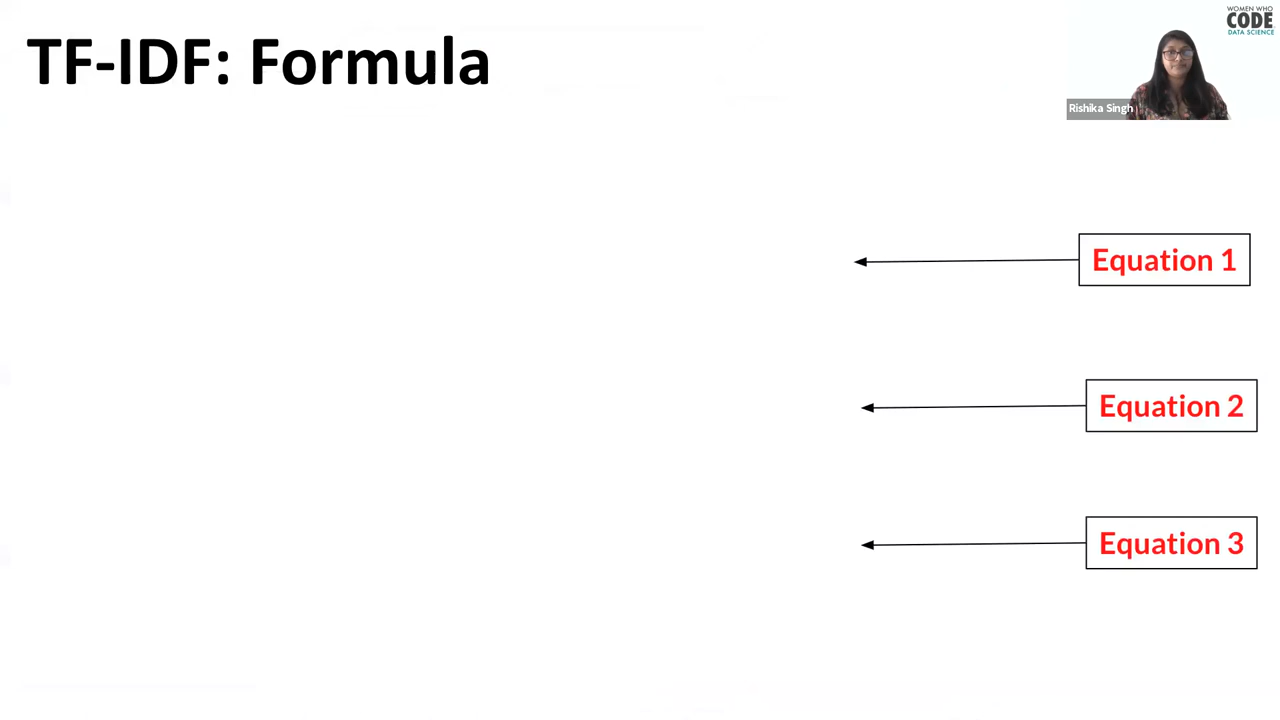 TF-IDF: Formula
WOMEN WHO
CODE
DATA SCIENCE
Rishika Singh
Equation 1
Equation 2
Equation 3